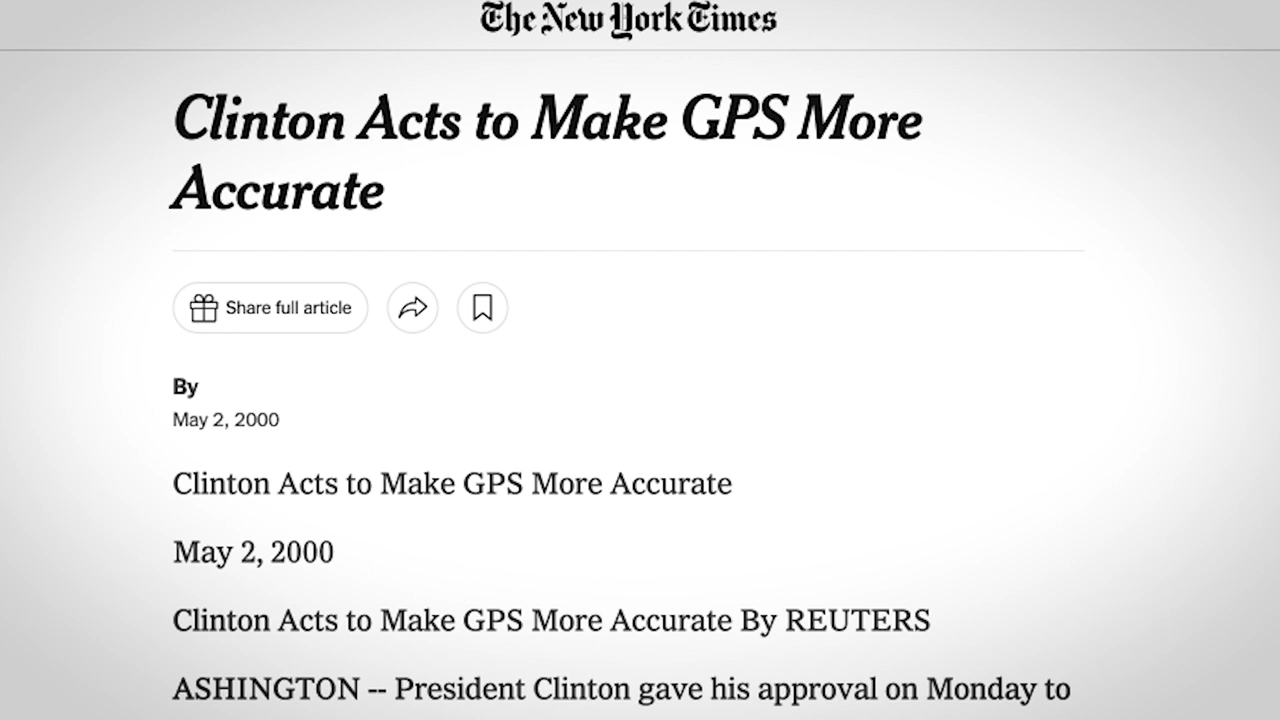 The New York Times
Clinton Acts to Make GPS More
Accurate
Share full article
By
May 2, 2000
Clinton Acts to Make GPS More Accurate
May 2, 2000
Clinton Acts to Make GPS More Accurate By REUTERS
ASHINGTON -- President Clinton gave his approval on Monday to